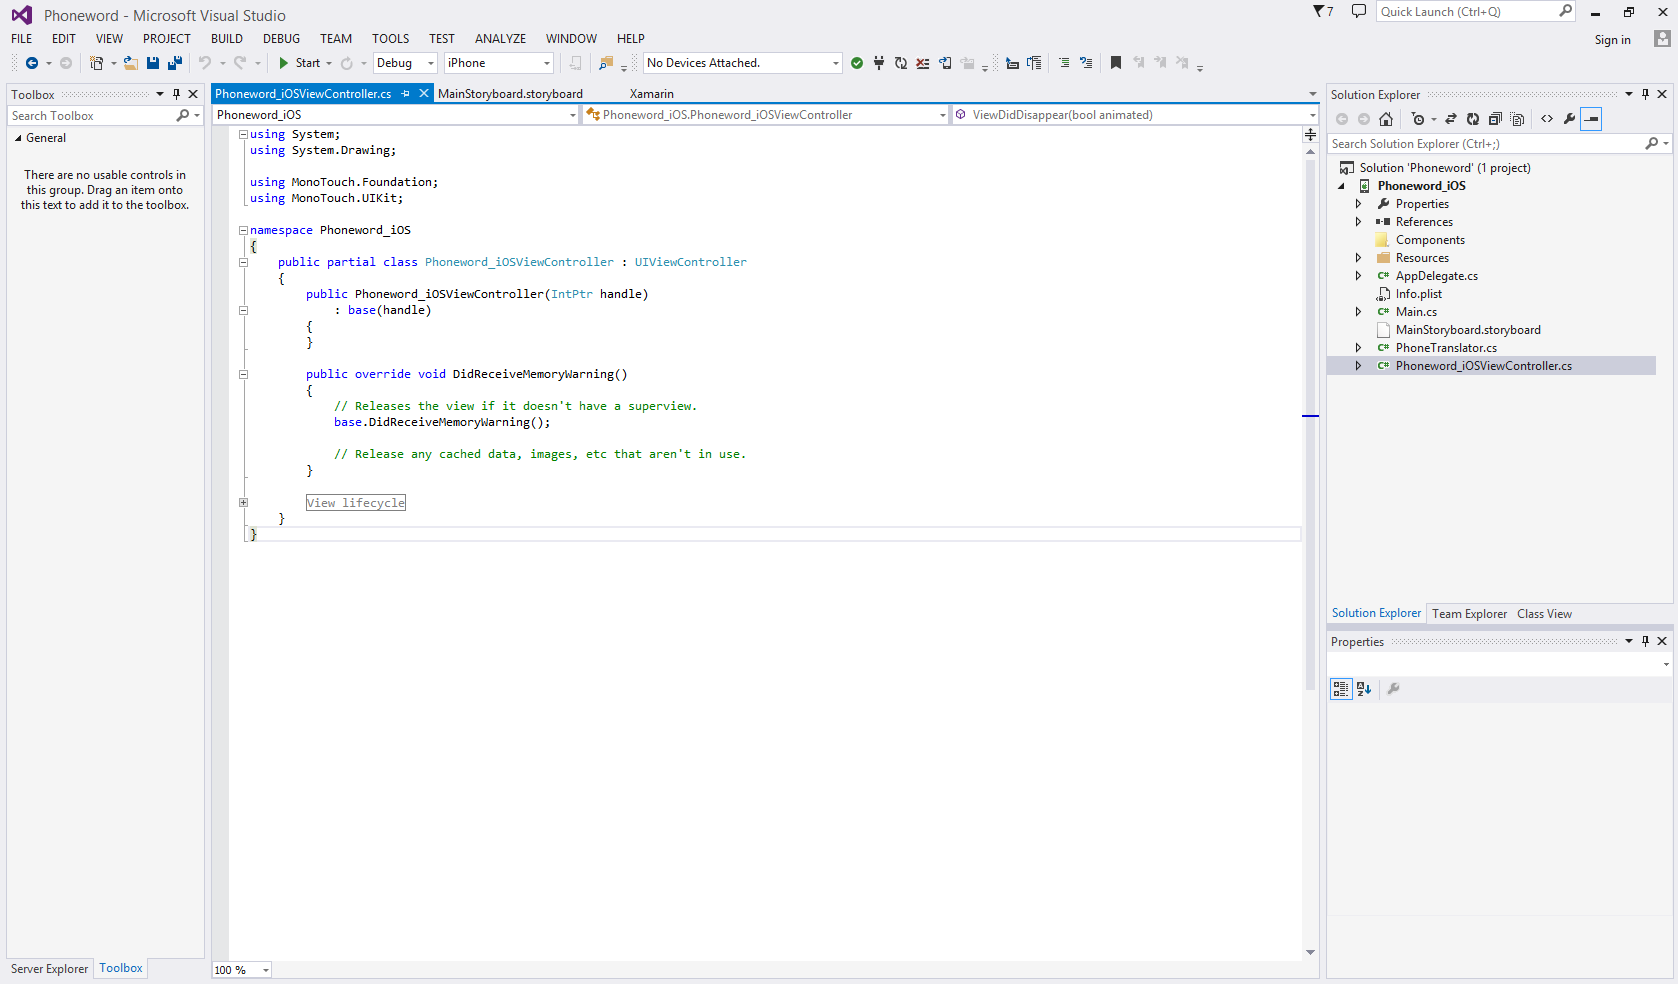 Phoneword - Microsoft Visual Studio
7
Quick Launch (Ctrl+Q)
FILE EDIT VIEW PROJECT BUILD DEBUG TEAM TOOLS TEST ANALYZE WINDOW HELP
Sign in
Start Debug iPhone No Devices Attached.
Toolbox
Search Toolbox
General
There are no usable controls in
this group. Drag an item onto
this text to add it to the toolbox.
Server Explorer Toolbox
Phoneword_iOSViewController.cs MainStoryboard.storyboard Xamarin
Phoneword_iOS Phoneword_iOS.Phoneword_iOSViewController ViewDidDisappear(bool animated)
using System;
using System.Drawing;
using MonoTouch.Foundation;
using MonoTouch.UIKit;
namespace Phoneword_iOS
{
public partial class Phoneword_iOSViewController : UIViewController
{
public Phoneword_iOSViewController(IntPtr handle)
: base(handle)
{
}
public override void DidReceiveMemoryWarning()
{
// Releases the view if it doesn't have a superview.
base.DidReceiveMemoryWarning();
// Release any cached data, images, etc that aren't in use.
}
View lifecycle
}
}
100 %
Solution Explorer
Search Solution Explorer (Ctrl+;)
Solution 'Phoneword' (1 project)
Phoneword_iOS
Properties
References
Components
Resources
C# AppDelegate.cs
Info.plist
C# Main.cs
MainStoryboard.storyboard
C# PhoneTranslator.cs
C# Phoneword_iOSViewController.cs
Solution Explorer Team Explorer Class View
Properties